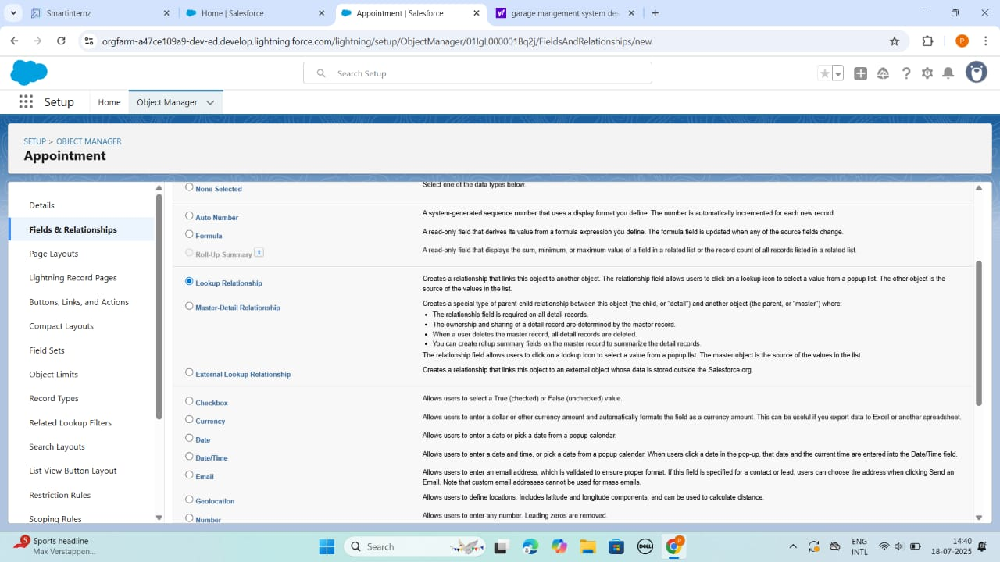 Appointment | Salesforce
Appointment | Salesforce
garage mangement system des
orgfarm-a47ce109a9-dev-ed.develop.lightning.force.com/lightning/setup/ObjectManager/01IgL000001Bq2j/FieldsAndRelationships/new
P
Search Setup
Setup
Home
Object Manager
SETUP > OBJECT MANAGER
Appointment
Details
Fields & Relationships
Page Layouts
Lightning Record Pages
Buttons, Links, and Actions
Compact Layouts
Field Sets
Object Limits
Record Types
Related Lookup Filters
Search Layouts
List View Button Layout
Restriction Rules
Scoping Rules
None Selected
Select one of the data types below.
Auto Number
A system-generated sequence number that uses a display format you define. The number is automatically incremented for each new record.
Formula
A read-only field that derives its value from a formula expression you define. The formula field is updated when any of the source fields change.
Roll-Up Summary i
A read-only field that displays the sum, minimum, or maximum value of a field in a related list or the record count of all records listed in a related list.
Lookup Relationship
Creates a relationship that links this object to another object. The relationship field allows users to click on a lookup icon to select a value from a popup list. The other object is the
source of the values in the list.
Master-Detail Relationship
Creates a special type of parent-child relationship between this object (the child, or "detail") and another object (the parent, or "master") where:
• The relationship field is required on all detail records.
• The ownership and sharing of a detail record are determined by the master record.
• When a user deletes the master record, all detail records are deleted.
• You can create rollup summary fields on the master record to summarize the detail records.
The relationship field allows users to click on a lookup icon to select a value from a popup list. The master object is the source of the values in the list.
External Lookup Relationship
Creates a relationship that links this object to an external object whose data is stored outside the Salesforce org.
Checkbox
Allows users to select a True (checked) or False (unchecked) value.
Currency
Allows users to enter a dollar or other currency amount and automatically formats the field as a currency amount. This can be useful if you export data to Excel or another spreadsheet.
Date
Allows users to enter a date or pick a date from a popup calendar.
Date/Time
Allows users to enter a date and time, or pick a date from a popup calendar. When users click a date in the pop-up, that date and the current time are entered into the Date/Time field.
Email
Allows users to enter an email address, which is validated to ensure proper format. If this field is specified for a contact or lead, users can choose the address when clicking Send an
Email. Note that custom email addresses cannot be used for mass emails.
Geolocation
Allows users to define locations. Includes latitude and longitude components, and can be used to calculate distance.
Number
Allows users to enter any number. Leading zeros are removed.
5
Sports headline
Max Verstappen...
Search
DELL
P
ENG
INTL
14:40
18-07-2025